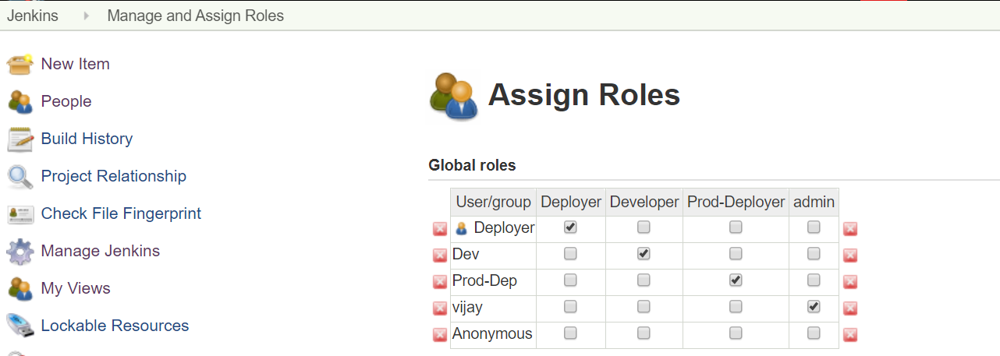 Jenkins Manage and Assign Roles
New Item
People
Build History
Project Relationship
Check File Fingerprint
Manage Jenkins
My Views
Lockable Resources
Assign Roles
Global roles
User/group Deployer Developer Prod-Deployer admin
Deployer
Dev
Prod-Dep
vijay
Anonymous